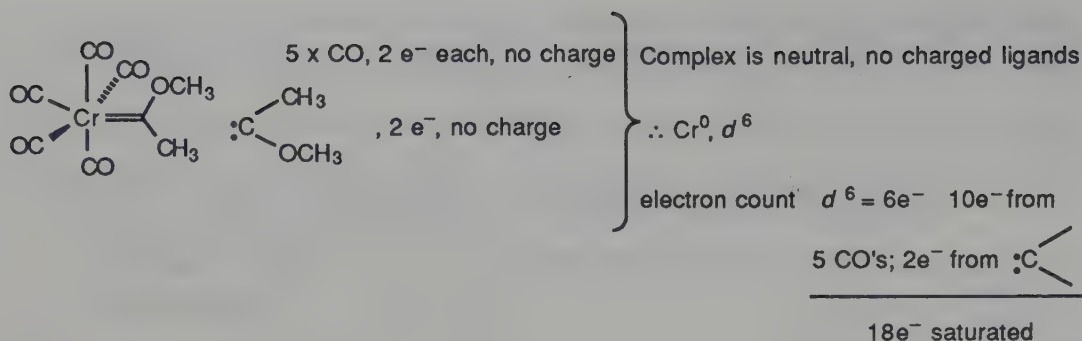 CO
CO
OC
OCH₃
Cr
OC
CH₃
CO
5 x CO, 2 e⁻ each, no charge
CH₃
:C
OCH₃
, 2 e⁻, no charge
Complex is neutral, no charged ligands
∴ Cr⁰, d⁶
electron count d⁶ = 6e⁻ 10e⁻ from
5 CO's; 2e⁻ from :C
18e⁻ saturated